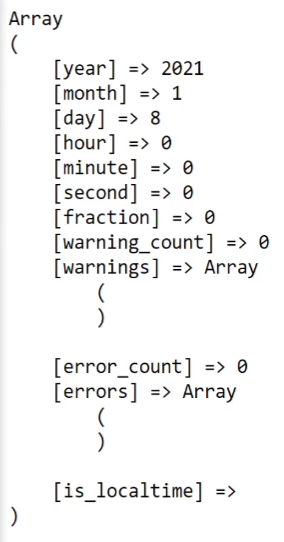 Array
(
    [year] => 2021
    [month] => 1
    [day] => 8
    [hour] => 0
    [minute] => 0
    [second] => 0
    [fraction] => 0
    [warning_count] => 0
    [warnings] => Array
        (
        )

    [error_count] => 0
    [errors] => Array
        (
        )

    [is_localtime] =>
)